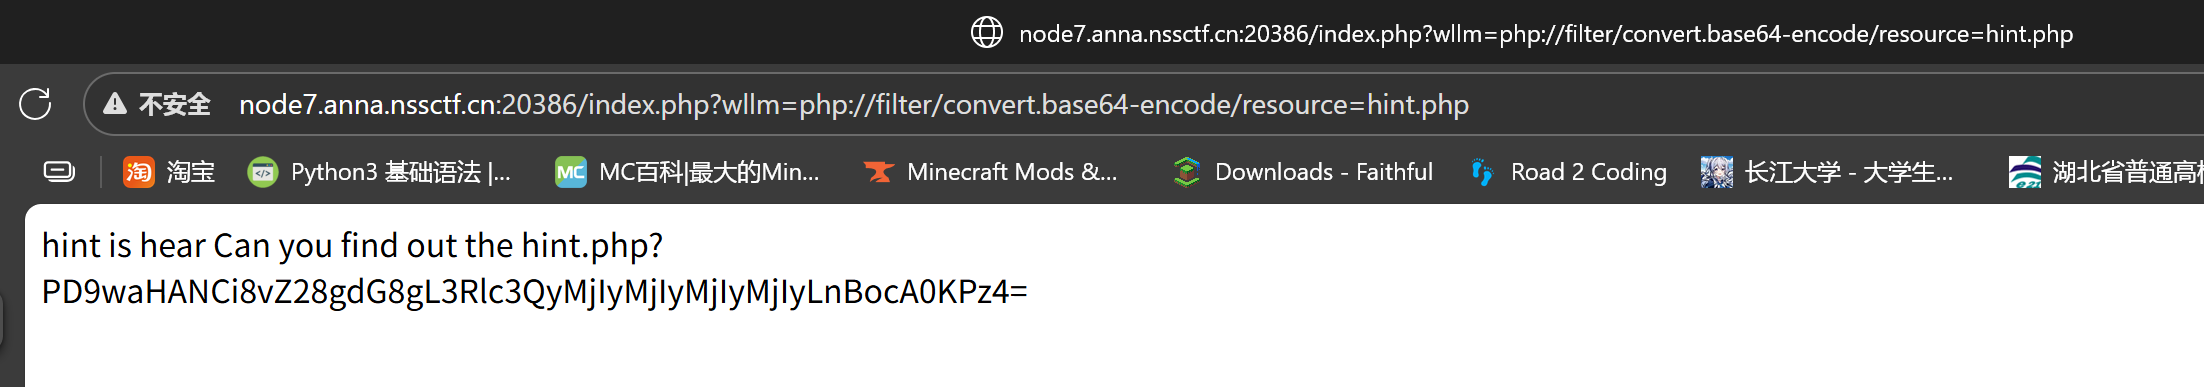 node7.anna.nssctf.cn:20386/index.php?wllm=php://filter/convert.base64-encode/resource=hint.php
不安全 node7.anna.nssctf.cn:20386/index.php?wllm=php://filter/convert.base64-encode/resource=hint.php
淘 淘宝 Python3 基础语法 |... MC MC百科|最大的Min... Minecraft Mods &... Downloads - Faithful Road 2 Coding 长江大学 - 大学生... 湖北省普通高校
hint is hear Can you find out the hint.php?
PD9waHANCi8vZ28gdG8gL3Rlc3QyMjIyMjIyMjIyMjIyLnBocA0KPz4=